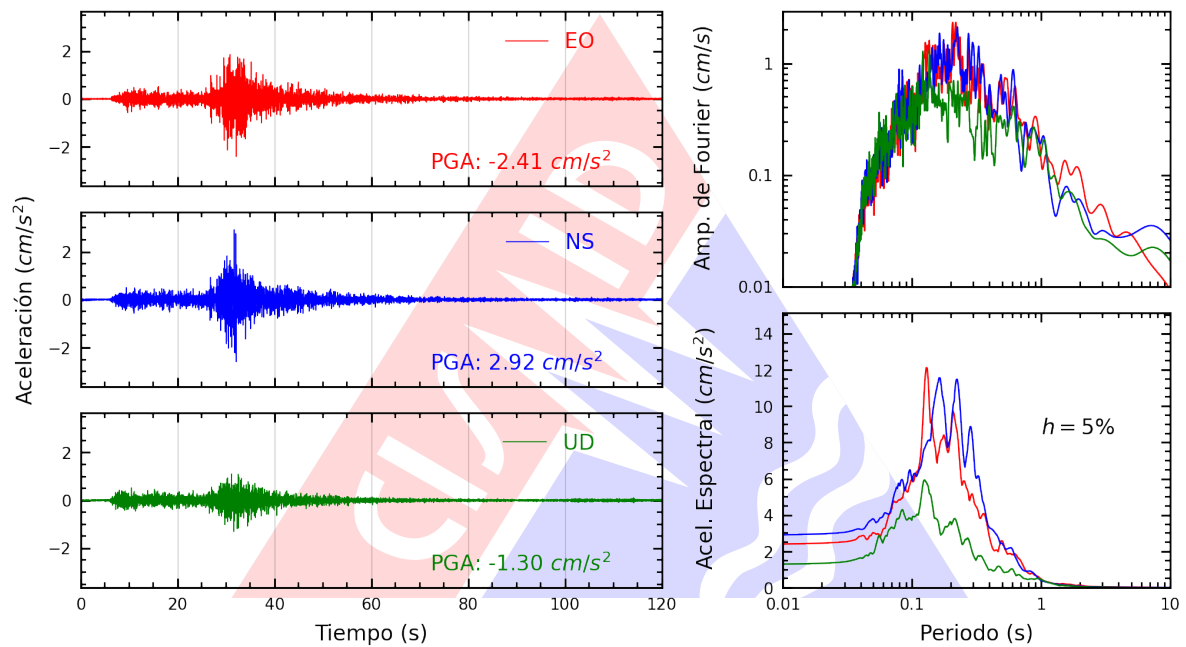 Aceleración (cm/s²)
2
0
−2
EO
PGA: -2.41 cm/s²
2
0
−2
NS
PGA: 2.92 cm/s²
2
0
−2
UD
PGA: -1.30 cm/s²
0 20 40 60 80 100 120
Tiempo (s)
Amp. de Fourier (cm/s)
1
0.1
0.01
Acel. Espectral (cm/s²)
14
12
10
8
6
4
2
0
h = 5%
0.01 0.1 1 10
Periodo (s)
CISMID